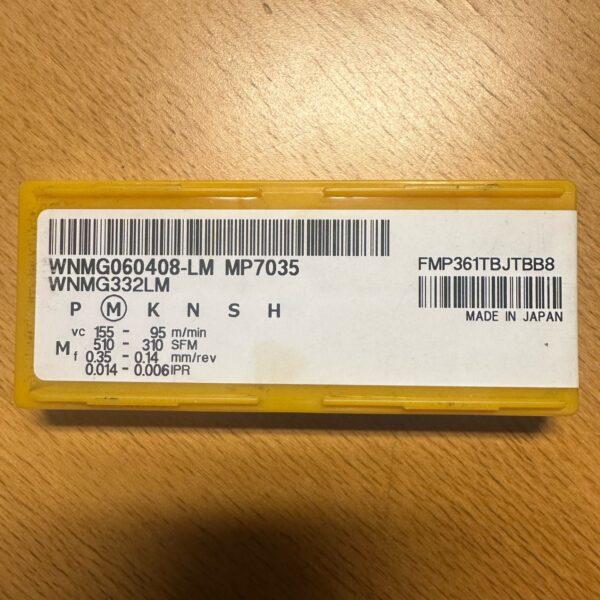 WNMG060408-LM MP7035
WNMG332LM
FMP361TBJTBB8
MADE IN JAPAN
P M K N S H
M
vc 155 - 95 m/min
510 - 310 SFM
f 0.35 - 0.14 mm/rev
0.014 - 0.006 IPR